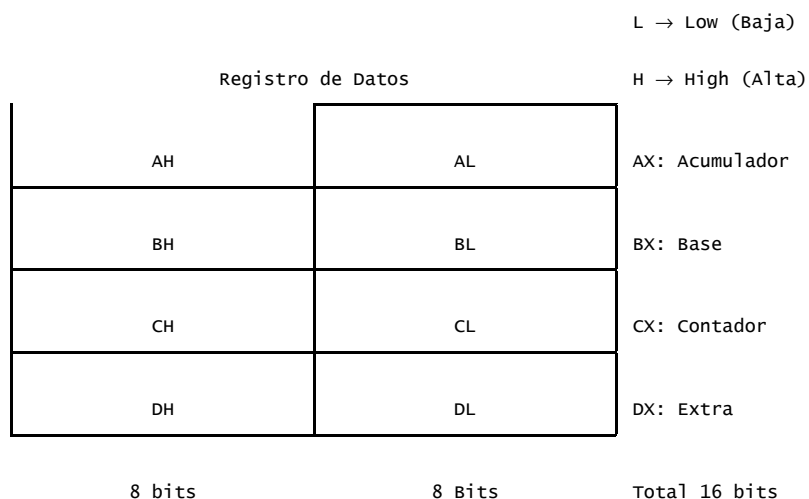 L → Low (Baja)
Registro de Datos H → High (Alta)
AH AL AX: Acumulador
BH BL BX: Base
CH CL CX: Contador
DH DL DX: Extra
8 bits 8 Bits Total 16 bits